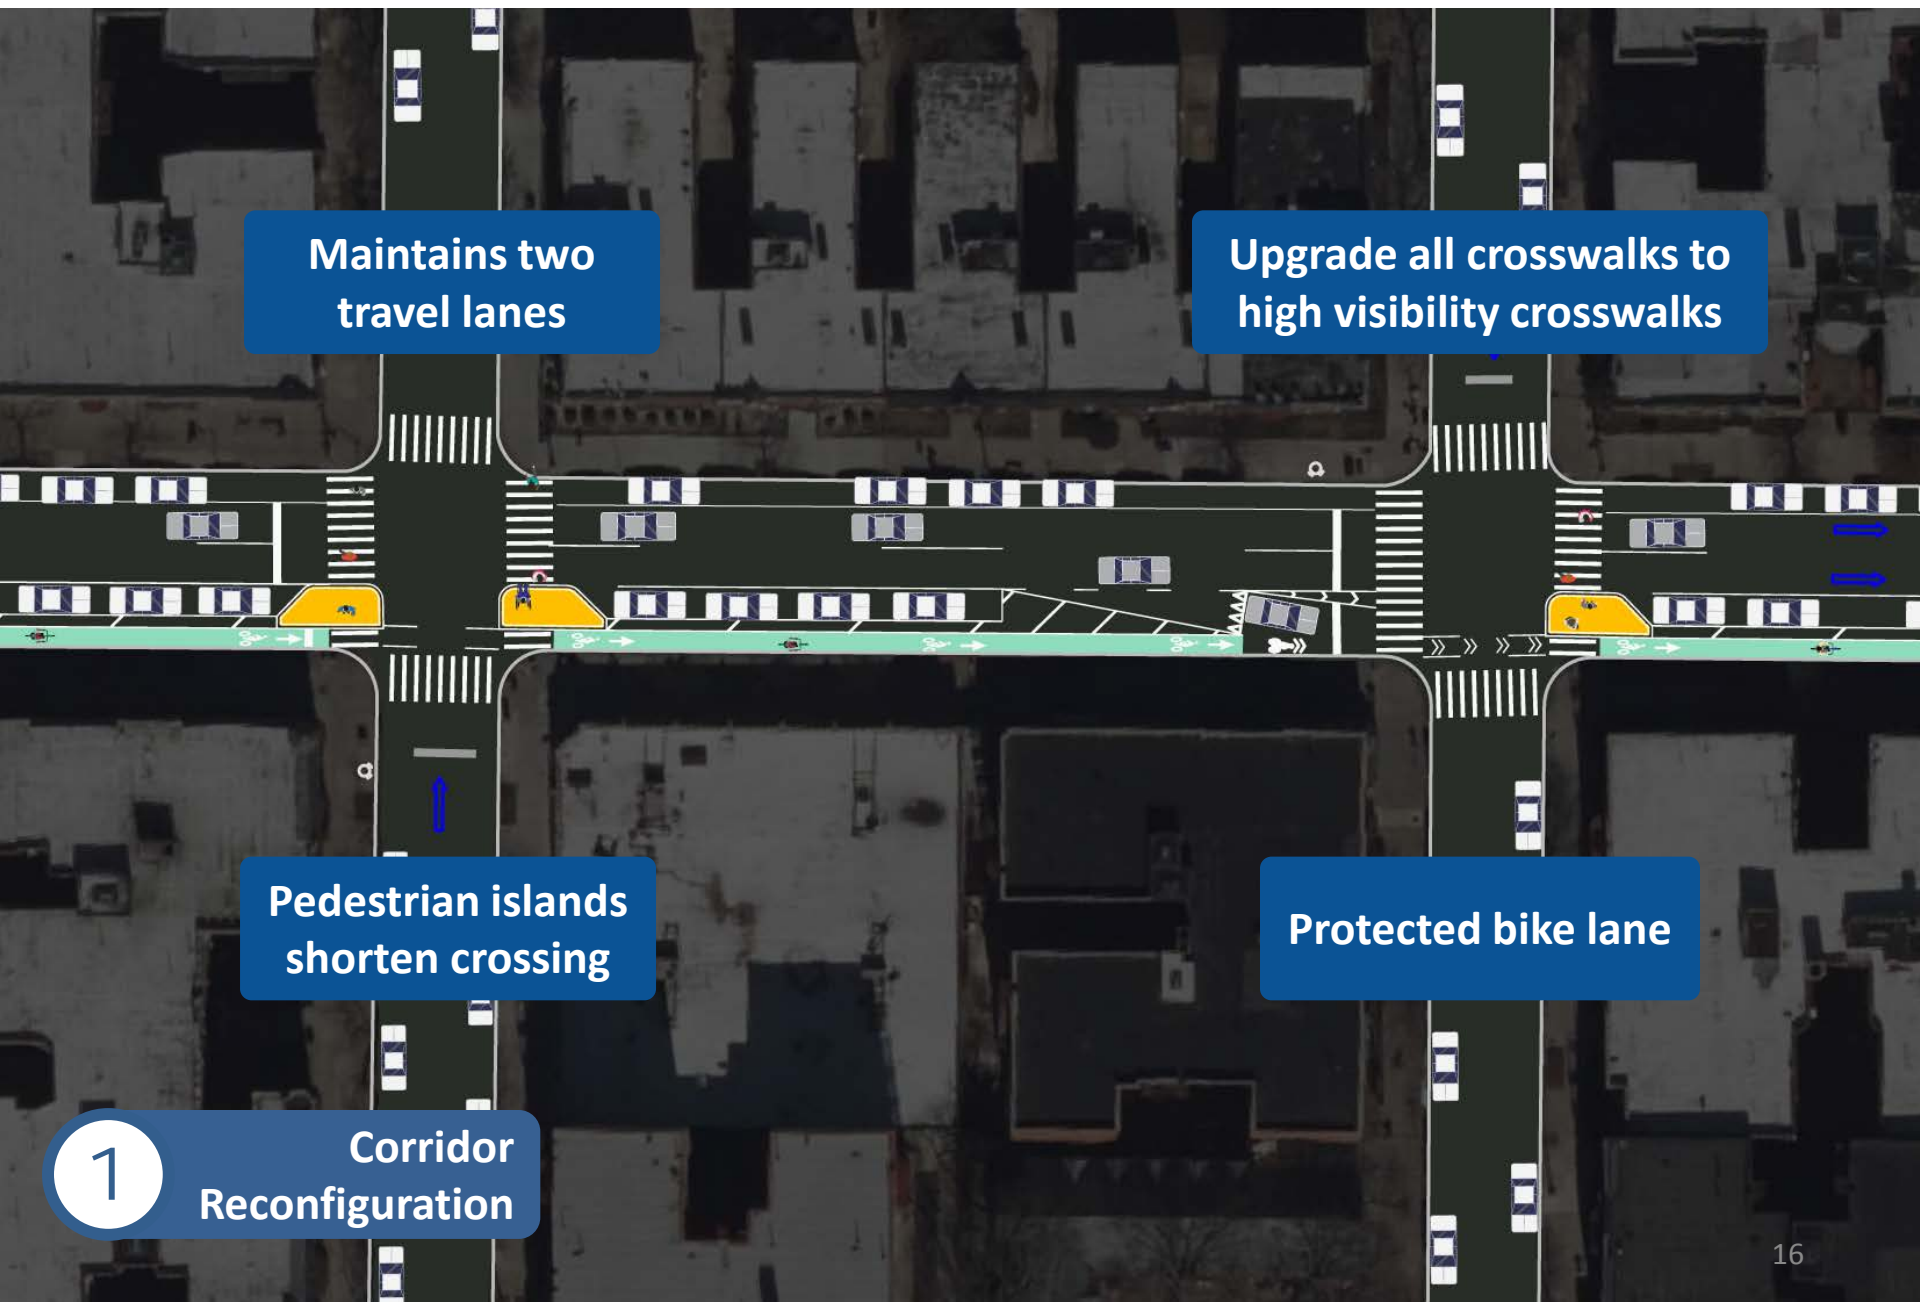 Maintains two
travel lanes
Upgrade all crosswalks to
high visibility crosswalks
Pedestrian islands
shorten crossing
Protected bike lane
1
Corridor
Reconfiguration
16